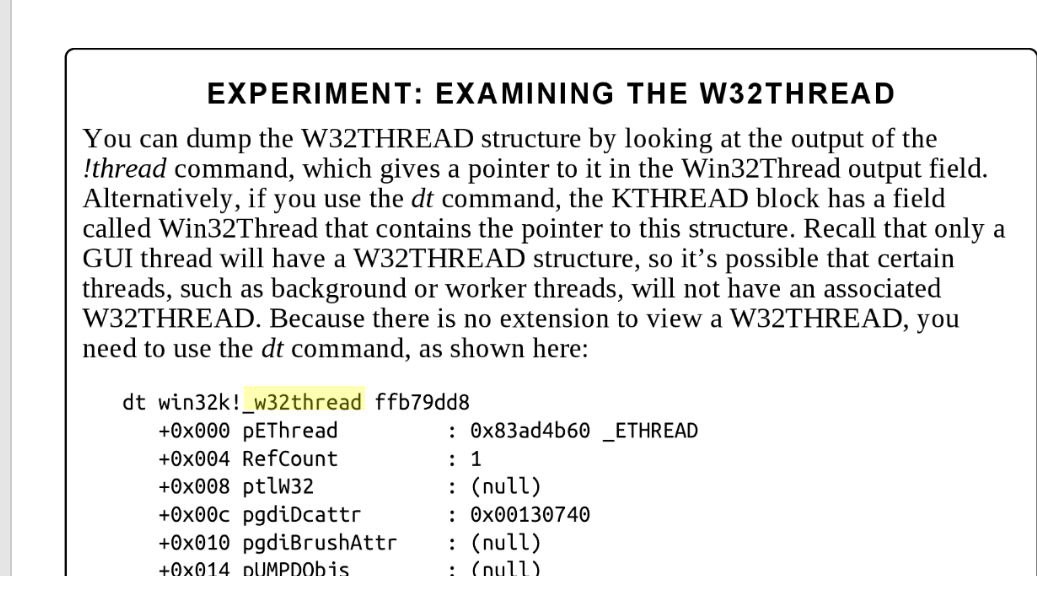 EXPERIMENT: EXAMINING THE W32THREAD
You can dump the W32THREAD structure by looking at the output of the
!thread command, which gives a pointer to it in the Win32Thread output field.
Alternatively, if you use the dt command, the KTHREAD block has a field
called Win32Thread that contains the pointer to this structure. Recall that only a
GUI thread will have a W32THREAD structure, so it’s possible that certain
threads, such as background or worker threads, will not have an associated
W32THREAD. Because there is no extension to view a W32THREAD, you
need to use the dt command, as shown here:
dt win32k!_w32thread ffb79dd8
+0x000 pEThread : 0x83ad4b60 _ETHREAD
+0x004 RefCount : 1
+0x008 ptlW32 : (null)
+0x00c pgdiDcattr : 0x00130740
+0x010 pgdiBrushAttr : (null)
+0x014 pUMPDObjs : (null)